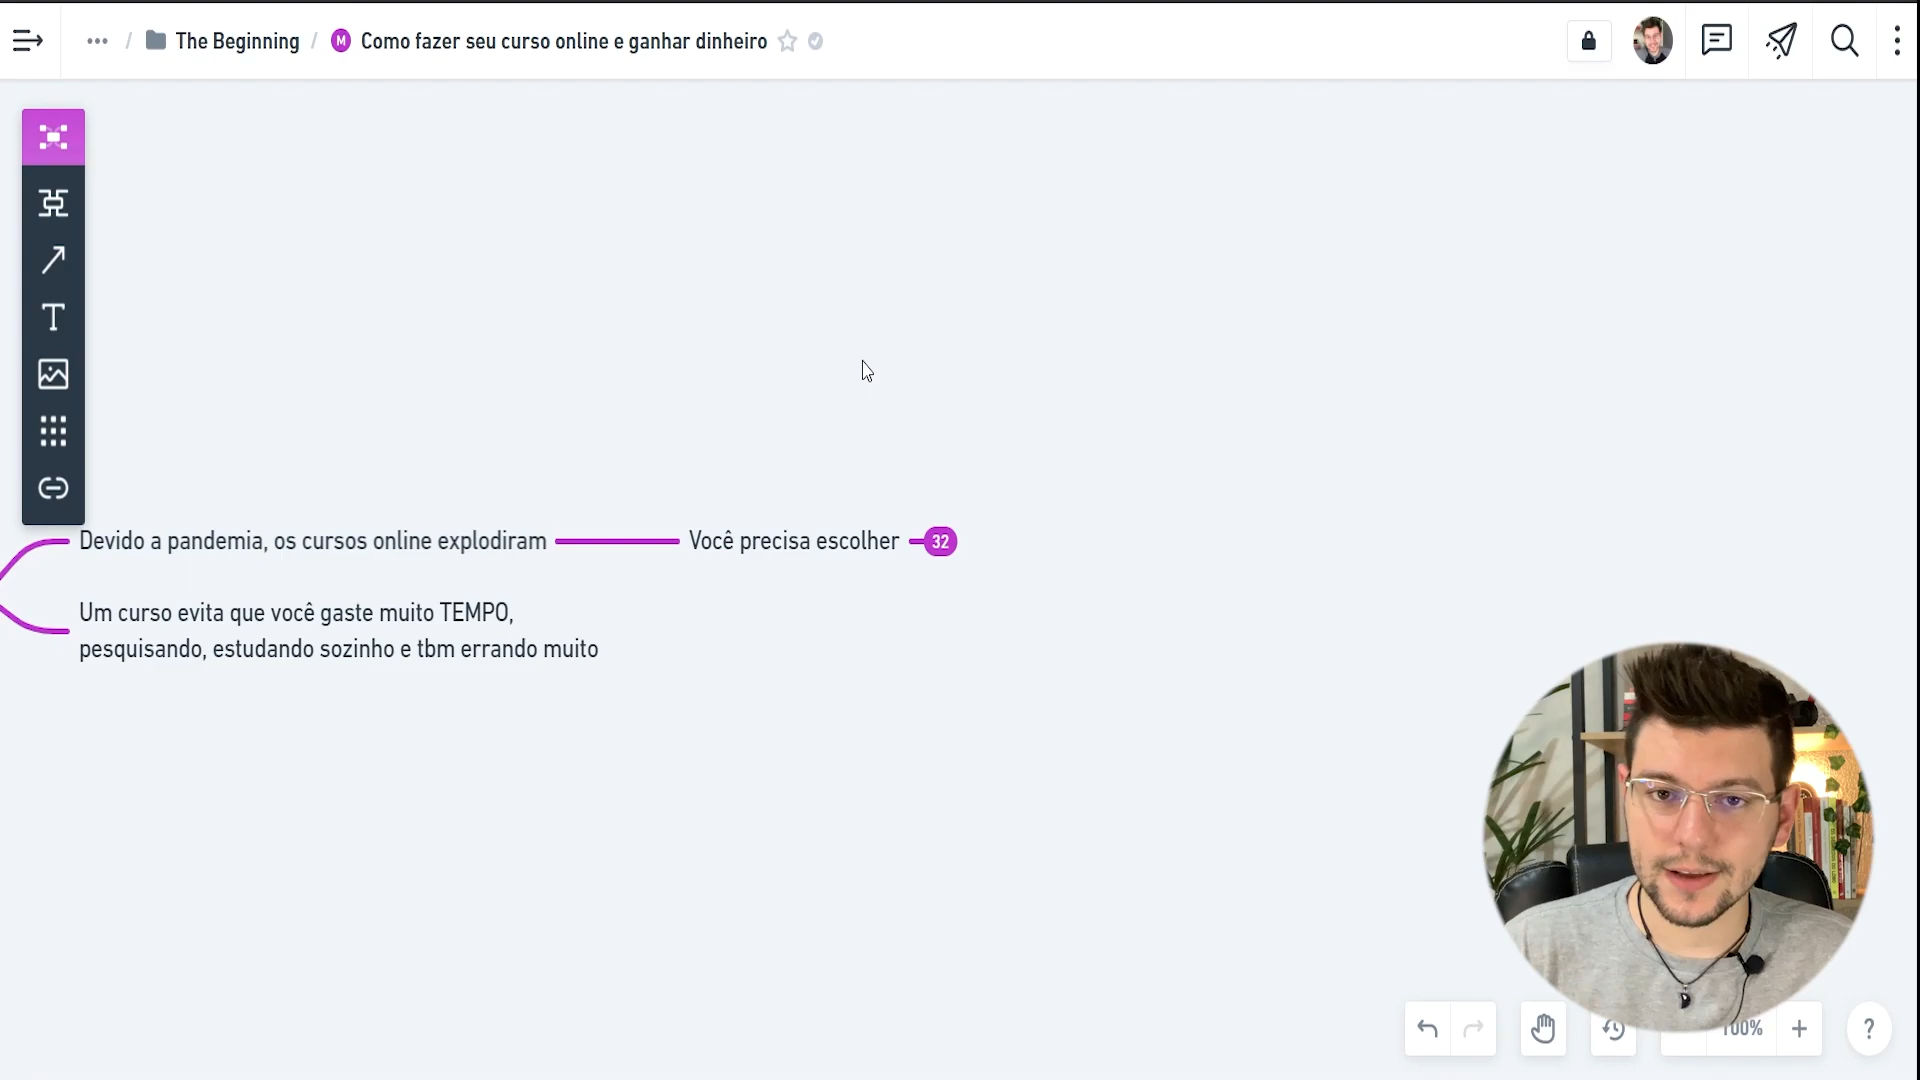 ... / The Beginning / M Como fazer seu curso online e ganhar dinheiro
T
Devido a pandemia, os cursos online explodiram
Você precisa escolher
32
Um curso evita que você gaste muito TEMPO,
pesquisando, estudando sozinho e tbm errando muito
100%
?